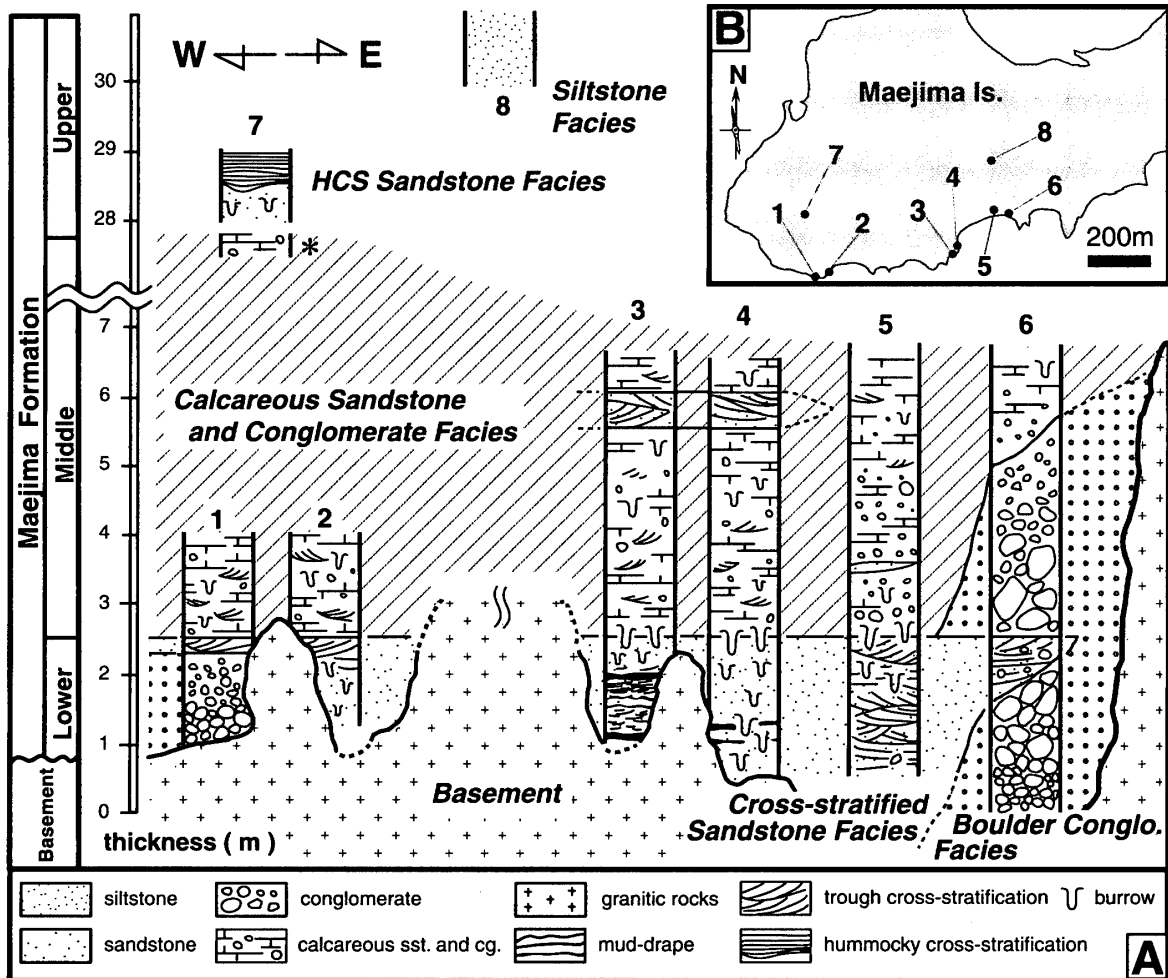 W E
B
N
Maejima Is.
1
2
3
4
5
6
7
8
200m
Maejima Formation
Upper
Middle
Lower
Basement
30
29
28
7
6
5
4
3
2
1
0
thickness ( m )
8
Siltstone
Facies
7
HCS Sandstone Facies
*
Calcareous Sandstone
and Conglomerate Facies
1
2
3
4
5
6
Basement
Cross-stratified
Sandstone Facies
Boulder Conglo.
Facies
siltstone
conglomerate
granitic rocks
trough cross-stratification
burrow
sandstone
calcareous sst. and cg.
mud-drape
hummocky cross-stratification
A